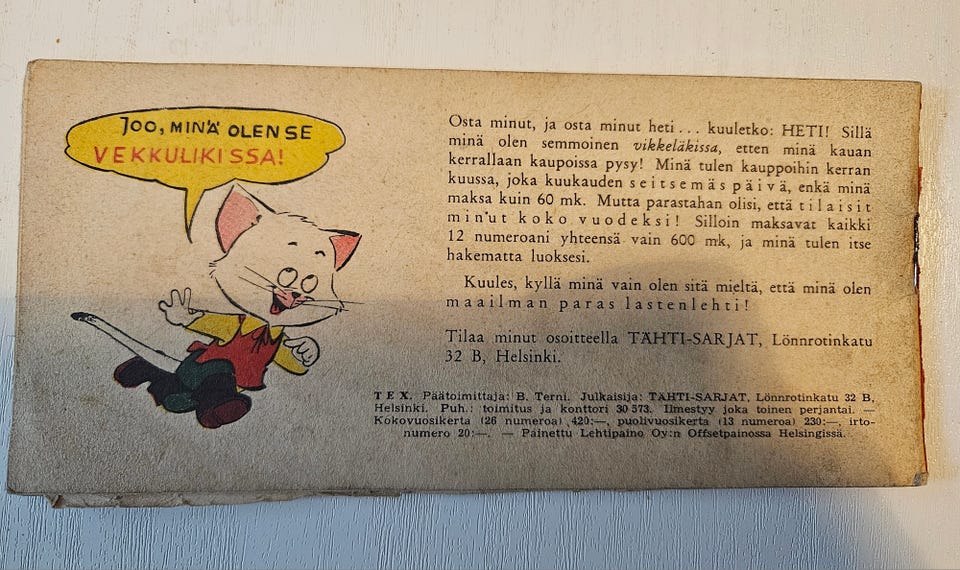 JOO, MINÄ OLEN SE
VEKKULIKISSA!
Osta minut, ja osta minut heti... kuuletko: HETI! Sillä
minä olen semmoinen vikkeläkissa, etten minä kauan
kerrallaan kaupoissa pysy! Minä tulen kauppoihin kerran
kuussa, joka kuukauden seitsemäs päivä, enkä minä
maksa kuin 60 mk. Mutta parastahan olisi, että tilaisit
minut koko vuodeksi! Silloin maksavat kaikki
12 numeroani yhteensä vain 600 mk, ja minä tulen itse
hakematta luoksesi.
Kuules, kyllä minä vain olen sitä mieltä, että minä olen
maailman paras lastenlehti!
Tilaa minut osoitteella TÄHTI-SARJAT, Lönnrotinkatu
32 B, Helsinki.
TEX. Päätoimittaja: B. Terni. Julkaisija: TÄHTI-SARJAT, Lönnrotinkatu 32 B,
Helsinki. Puh.: toimitus ja konttori 30 573. Ilmestyy joka toinen perjantai. —
Kokovuosikerta (26 numeroa) 420:—, puolivuosikerta (13 numeroa) 230:—, irto-
numero 20:—. — Painettu Lehtipaino Oy:n Offsetpainossa Helsingissä.